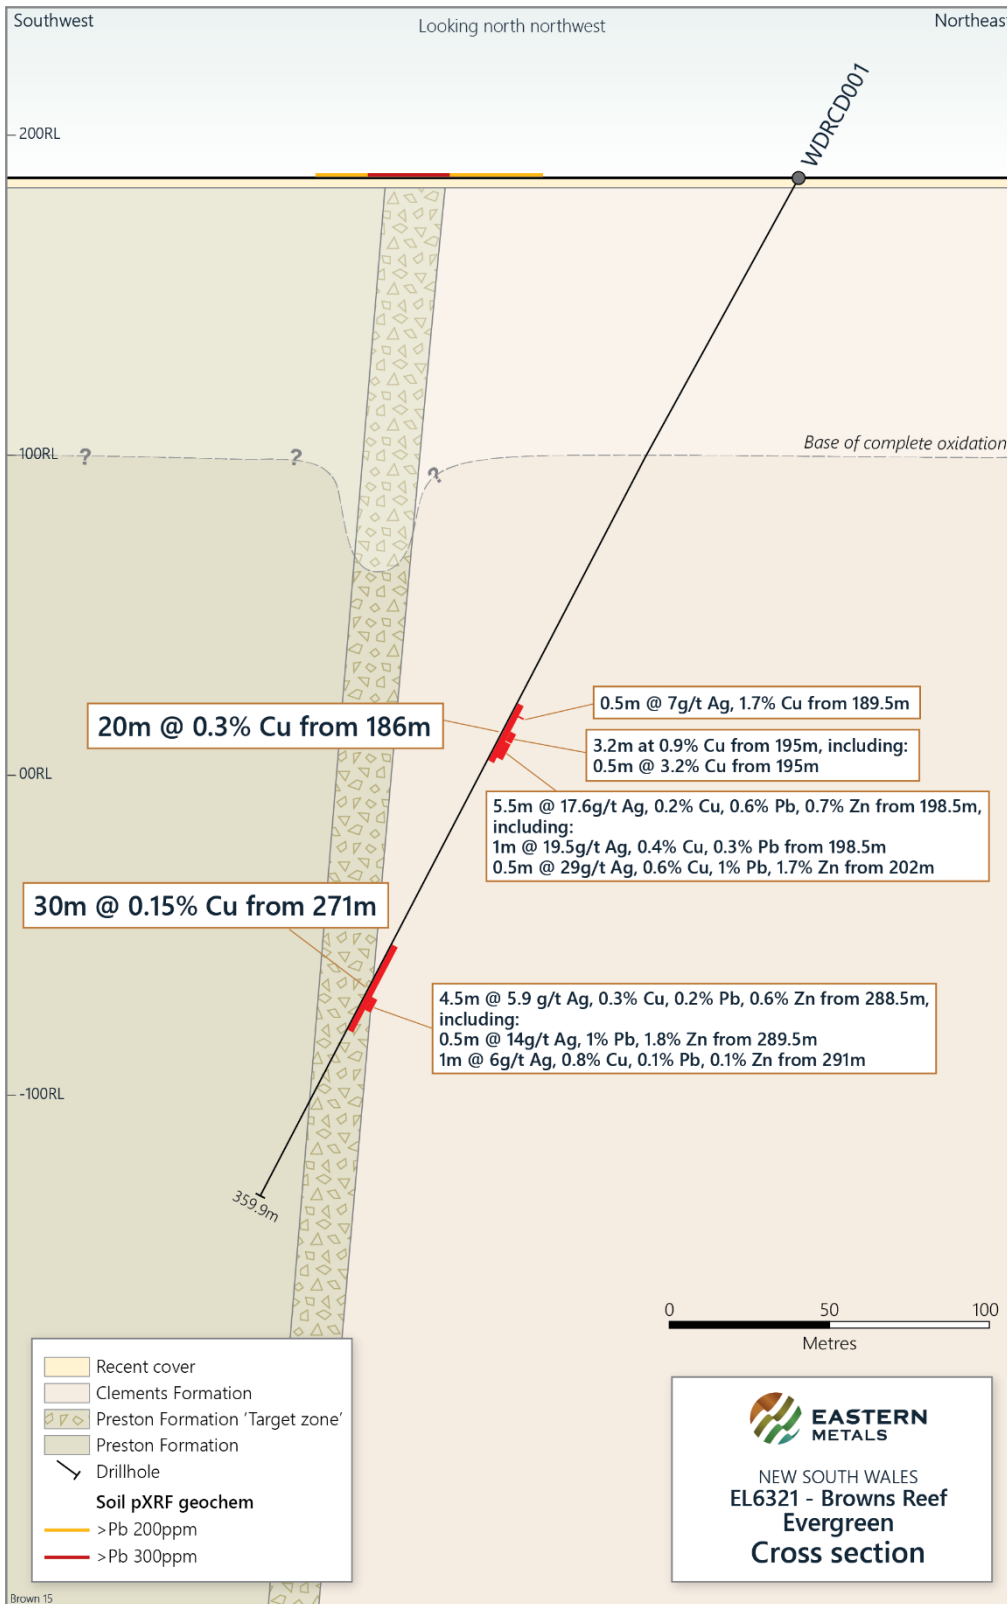 Southwest
Looking north northwest
Northeast
WDRCD001
200RL
100RL
?
?
?
Base of complete oxidation
0.5m @ 7g/t Ag, 1.7% Cu from 189.5m
20m @ 0.3% Cu from 186m
3.2m at 0.9% Cu from 195m, including:
0.5m @ 3.2% Cu from 195m
00RL
5.5m @ 17.6g/t Ag, 0.2% Cu, 0.6% Pb, 0.7% Zn from 198.5m,
including:
1m @ 19.5g/t Ag, 0.4% Cu, 0.3% Pb from 198.5m
0.5m @ 29g/t Ag, 0.6% Cu, 1% Pb, 1.7% Zn from 202m
30m @ 0.15% Cu from 271m
4.5m @ 5.9 g/t Ag, 0.3% Cu, 0.2% Pb, 0.6% Zn from 288.5m,
including:
0.5m @ 14g/t Ag, 1% Pb, 1.8% Zn from 289.5m
1m @ 6g/t Ag, 0.8% Cu, 0.1% Pb, 0.1% Zn from 291m
-100RL
359.9m
0 50 100
Metres
Recent cover
Clements Formation
Preston Formation 'Target zone'
Preston Formation
Drillhole
Soil pXRF geochem
>Pb 200ppm
>Pb 300ppm
EASTERN
METALS
NEW SOUTH WALES
EL6321 - Browns Reef
Evergreen
Cross section
Brown 15